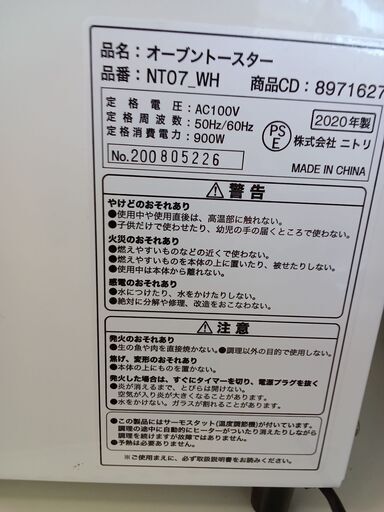 品名：オーブントースター
品番：NT07_WH 商品CD：8971627
定格電圧：AC100V
定格周波数：50Hz/60Hz
定格消費電力：900W
PS
E
2020年製
株式会社 ニトリ
No.200805226
MADE IN CHINA
⚠警告
やけどのおそれあり
●使用中や使用直後は、高温部に触れない。
●子供だけで使わせたり、幼児の手の届くところで使わない。
火災のおそれあり
●燃えやすいものなどの近くで使わない。
●燃えやすいものを本体の上に置いたり、被せたりしない。
●使用中は本体から離れない。
感電のおそれあり
●水につけたり、水をかけたりしない。
●絶対に分解や修理、改造をおこなわない。
⚠注意
発火のおそれあり
●生の魚や肉を直接焼かない。●調理以外の目的で使用しない。
焦げ、変形のおそれあり
●本体の上にものを置かない。
発火した場合は、すぐにタイマーを切り、電源プラグを抜く
●炎が消えるまで、とびらは開けない。
空気が入り炎が大きくなることがあります。
●水をかけない。ガラスが割れることがあります。
●この製品にはサーモスタット(温度調節機)が付いています。
調理の途中に自動的にヒーターがついたり消えたりしながら
調理を続けますが故障ではありません。
●予熱は必要ありません。
ご使用前に、必ず取扱説明書をお読みください。